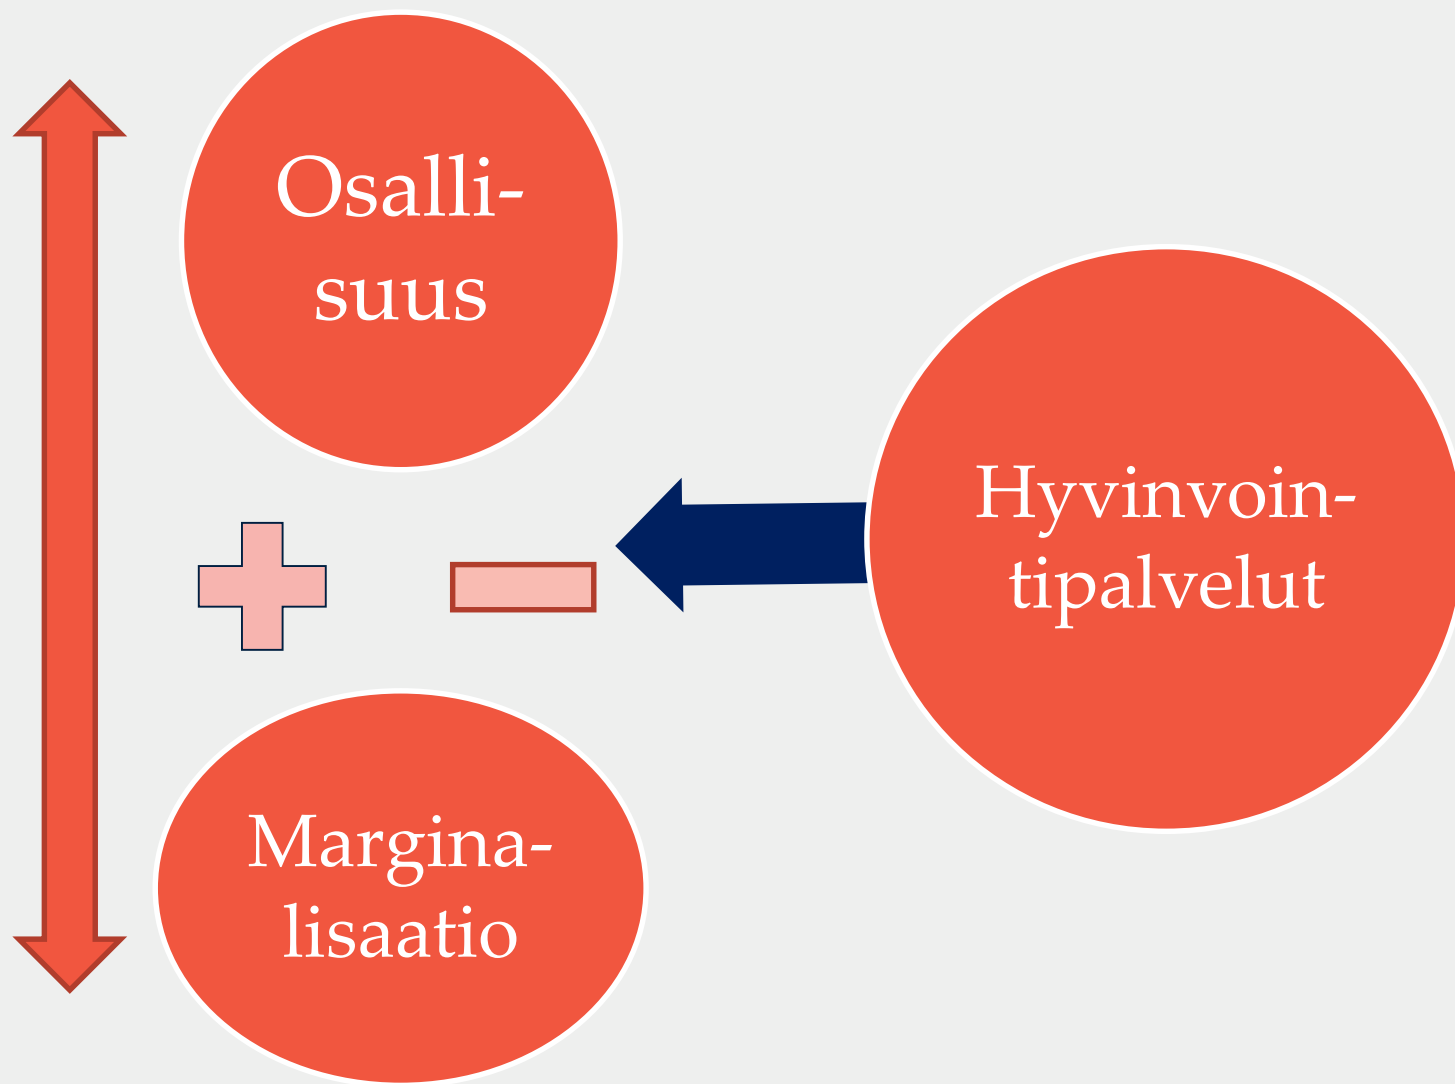 Osalli-
suus
Hyvinvoin-
tipalvelut
Margina-
lisaatio